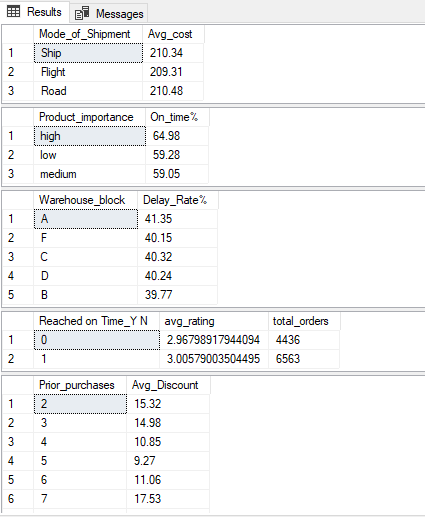 Results Messages
Mode_of_Shipment Avg_cost
1 Ship 210.34
2 Flight 209.31
3 Road 210.48
Product_importance On_time%
1 high 64.98
2 low 59.28
3 medium 59.05
Warehouse_block Delay_Rate%
1 A 41.35
2 F 40.15
3 C 40.32
4 D 40.24
5 B 39.77
Reached on Time_Y N avg_rating total_orders
1 0 2.96798917944094 4436
2 1 3.00579003504495 6563
Prior_purchases Avg_Discount
1 2 15.32
2 3 14.98
3 4 10.85
4 5 9.27
5 6 11.06
6 7 17.53